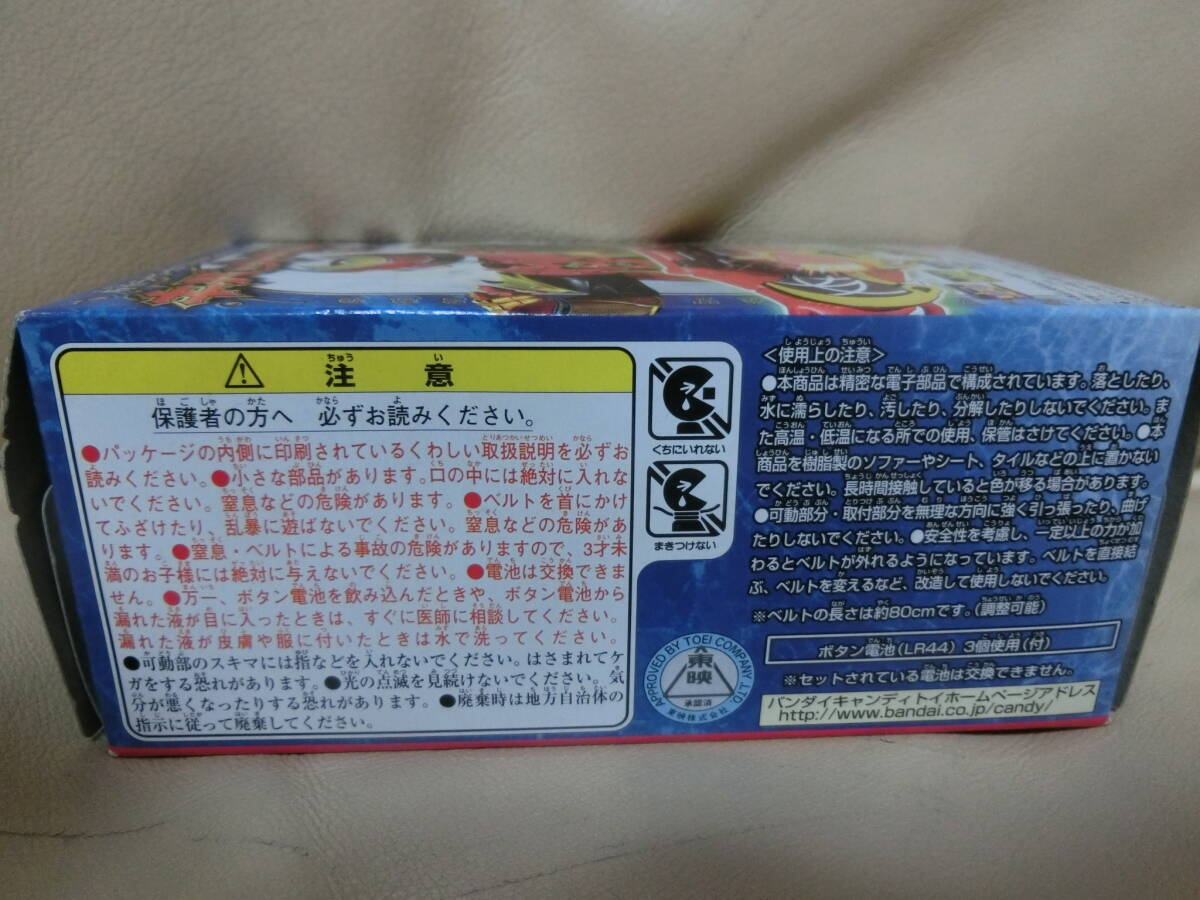 注意
保護者の方へ 必ずお読みください。
●パッケージの内側に印刷されているくわしい取扱説明を必ずお
読みください。●小さな部品があります。口の中には絶対に入れな
いでください。窒息などの危険があります。●ベルトを首にかけ
てふざけたり、乱暴に遊ばないでください。窒息などの危険があ
ります。●窒息・ベルトによる事故の危険がありますので、3才未
満のお子様には絶対に与えないでください。●電池は交換できま
せん。●万一、ボタン電池を飲み込んだときや、ボタン電池から
漏れた液が目に入ったときは、すぐに医師に相談してください。
漏れた液が皮膚や服に付いたときは水で洗ってください。
●可動部のスキマには指などを入れないでください。はさまれてケ
ガをする恐れがあります。●光の点滅を見続けないでください。気
分が悪くなったりする恐れがあります。●廃棄時は地方自治体の
指示に従って廃棄してください。
くちにいれない
まきつけない
<使用上の注意>
●本商品は精密な電子部品で構成されています。落としたり、
水に濡らしたり、汚したり、分解したりしないでください。ま
た高温・低温になる所での使用、保管はさけてください。●本
商品を樹脂製のソファーやシート、タイルなどの上に置かない
でください。長時間接触していると色が移る場合があります。
●可動部分・取付部分を無理な方向に強く引っ張ったり、曲げ
たりしないでください。●安全性を考慮し、一定以上の力が加
わるとベルトが外れるようになっています。ベルトを直接結
ぶ、ベルトを変えるなど、改造して使用しないでください。
※ベルトの長さは約80cmです。(調整可能)
ボタン電池(LR44) 3個使用(付)
※セットされている電池は交換できません。
バンダイキャンディトイホームページアドレス
http://www.bandai.co.jp/candy/
APPROVED BY TOEI COMPANY,LTD.
東映
承認済
東映株式会社